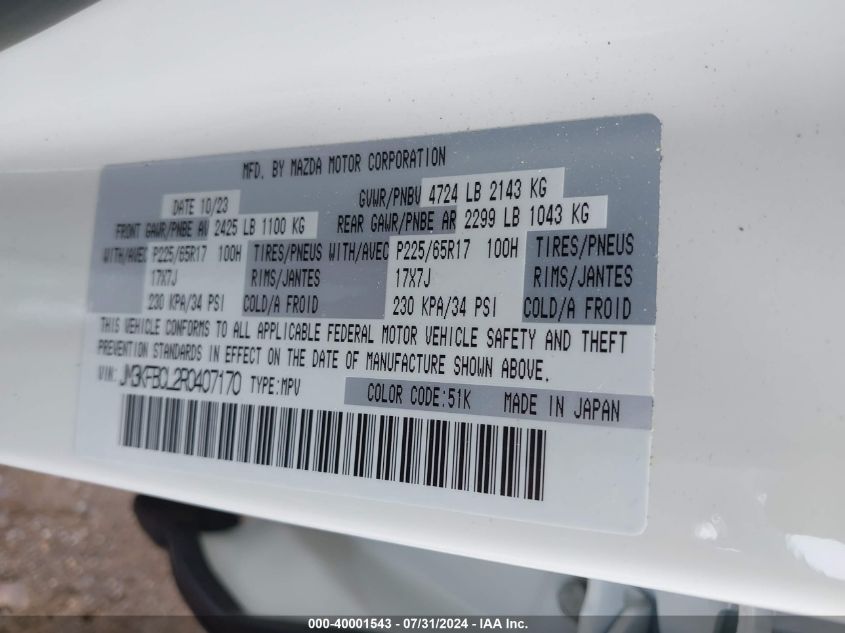 MFD. BY MAZDA MOTOR CORPORATION
DATE 10/23 GVWR/PNBV 4724 LB 2143 KG
FRONT GAWR/PNBE AV 2425 LB 1100 KG REAR GAWR/PNBE AR 2299 LB 1043 KG
WITH/AVEC P225/65R17 100H TIRES/PNEUS WITH/AVEC P225/65R17 100H TIRES/PNEUS
17X7J RIMS/JANTES 17X7J RIMS/JANTES
230 KPA/34 PSI COLD/A FROID 230 KPA/34 PSI COLD/A FROID
THIS VEHICLE CONFORMS TO ALL APPLICABLE FEDERAL MOTOR VEHICLE SAFETY AND THEFT
PREVENTION STANDARDS IN EFFECT ON THE DATE OF MANUFACTURE SHOWN ABOVE.
VIN: JM3KFBCL2R0407170 TYPE:MPV COLOR CODE:51K MADE IN JAPAN
000-40001543 - 07/31/2024 - IAA Inc.